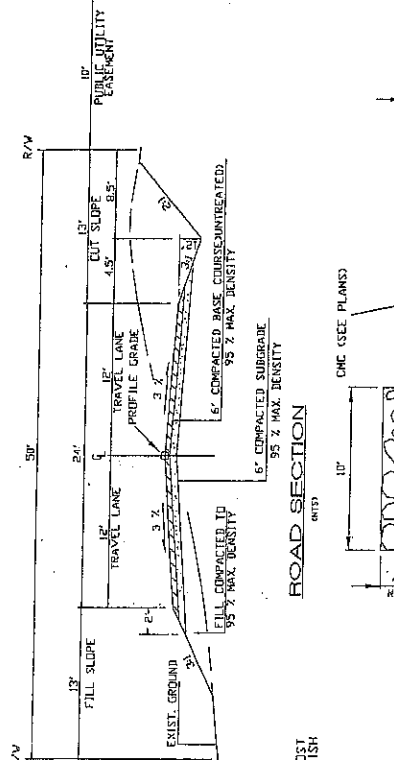 50'
/W
R/W
13'
24'
13'
10'
FILL SLOPE
℄
CUT SLOPE
PUBLIC UTILITY
EASEMENT
12'
12'
4.5'
8.5'
TRAVEL LANE
TRAVEL LANE
PROFILE GRADE
2'
3 %
3 %
3:1
3:1
2'
2:1
EXIST. GROUND
FILL COMPACTED TO
95 % MAX. DENSITY
6" COMPACTED BASE COURSE(UNTREATED)
95 % MAX. DENSITY
6" COMPACTED SUBGRADE
95 % MAX. DENSITY
ROAD SECTION
(NTS)
CMC (SEE PLANS)
10'
OST
ISH